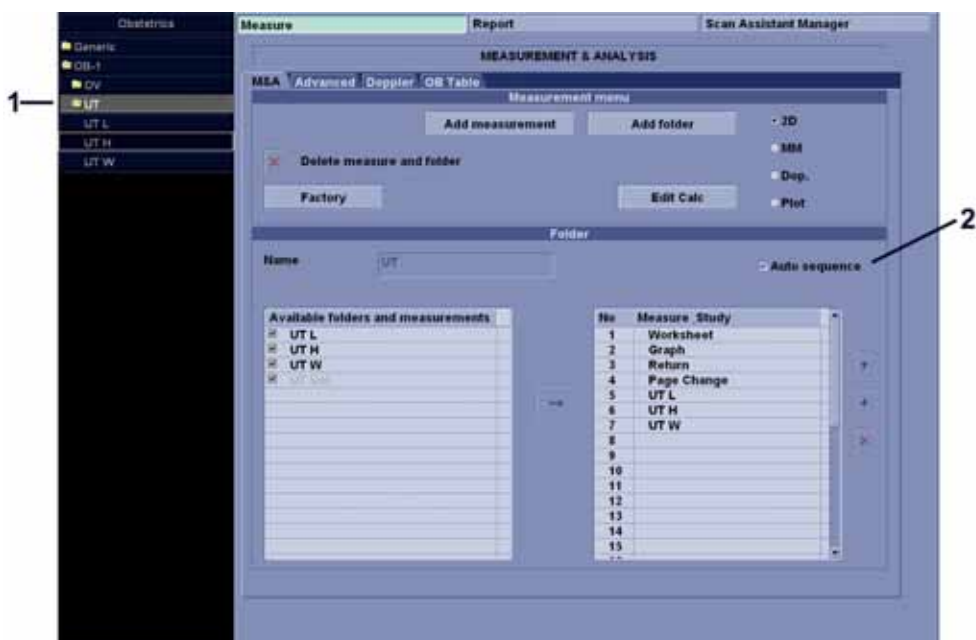 Obstetrics
Measure
Report
Scan Assistant Manager
Generic
OB-1
OV
UT
UT L
UT H
UT W
1
MEASUREMENT & ANALYSIS
M&A Advanced Doppler OB Table
Measurement menu
Add measurement
Add folder
2D
MM
Dop.
Plot
Delete measure and folder
Factory
Edit Calc
Folder
Name
UT
Auto sequence
2
Available folders and measurements
UT L
UT H
UT W
No Measure_Study
1 Worksheet
2 Graph
3 Return
4 Page Change
5 UT L
6 UT H
7 UT W
8
9
10
11
12
13
14
15